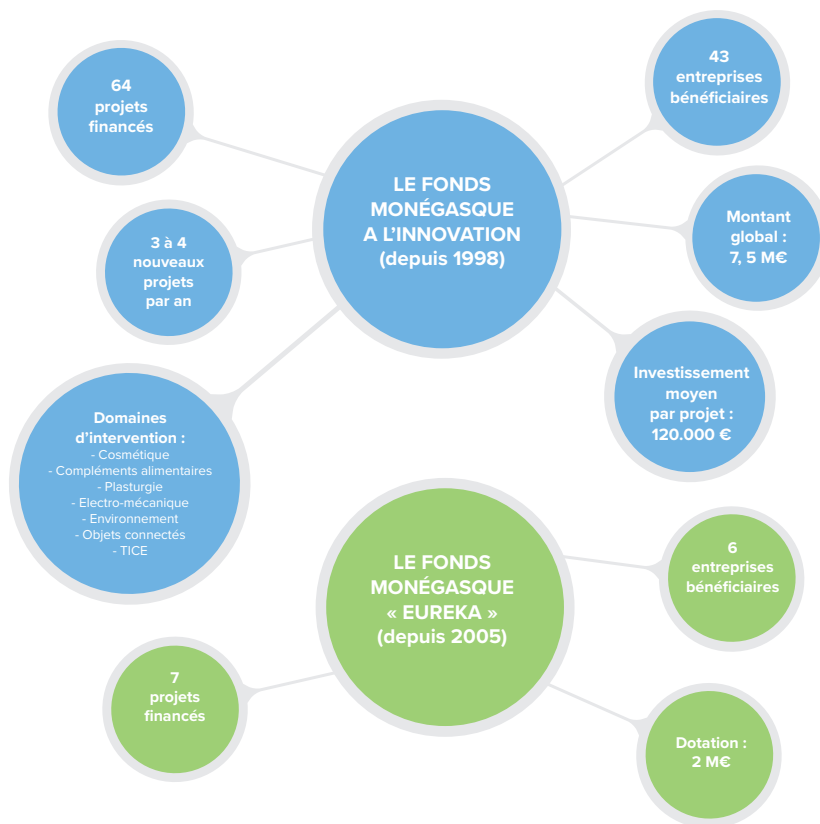 64
projets
financés
43
entreprises
bénéficiaires
LE FONDS
MONÉGASQUE
A L'INNOVATION
(depuis 1998)
3 à 4
nouveaux
projets
par an
Montant
global :
7, 5 M€
Investissement
moyen
par projet :
120.000 €
Domaines
d'intervention :
- Cosmétique
- Compléments alimentaires
- Plasturgie
- Electro-mécanique
- Environnement
- Objets connectés
- TICE
LE FONDS
MONÉGASQUE
« EUREKA »
(depuis 2005)
6
entreprises
bénéficiaires
7
projets
financés
Dotation :
2 M€